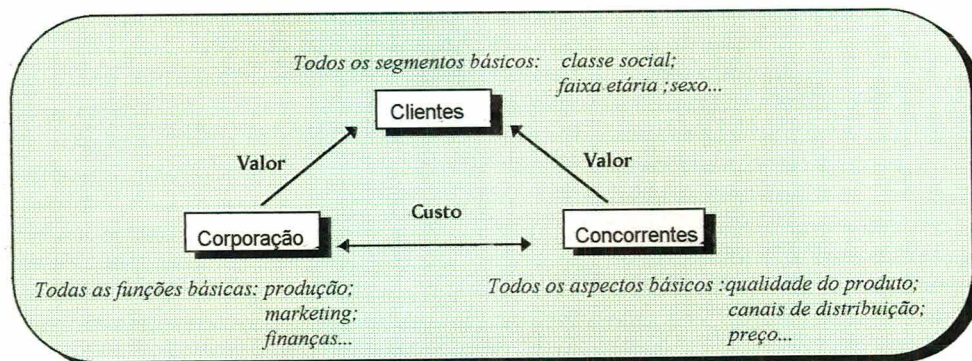 Todos os segmentos básicos: classe social;
faixa etária ;sexo...
Clientes
Valor
Valor
Custo
Corporação
Concorrentes
Todas as funções básicas: produção;
marketing;
finanças...
Todos os aspectos básicos :qualidade do produto;
canais de distribuição;
preço...